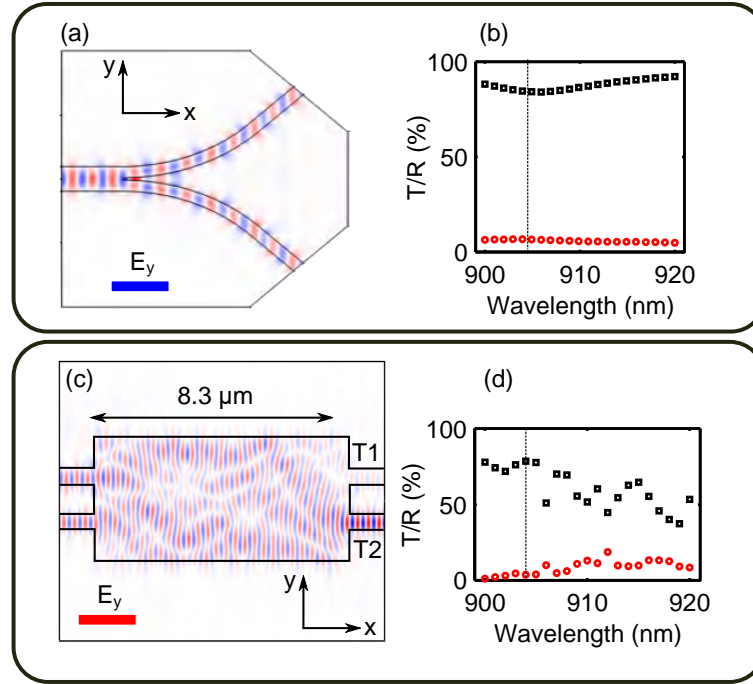 (a)
y
x
E_y
(b)
T/R (%)
100
50
0
900 910 920
Wavelength (nm)
(c)
8.3 µm
T1
T2
E_y
y
x
(d)
T/R (%)
100
50
0
900 910 920
Wavelength (nm)